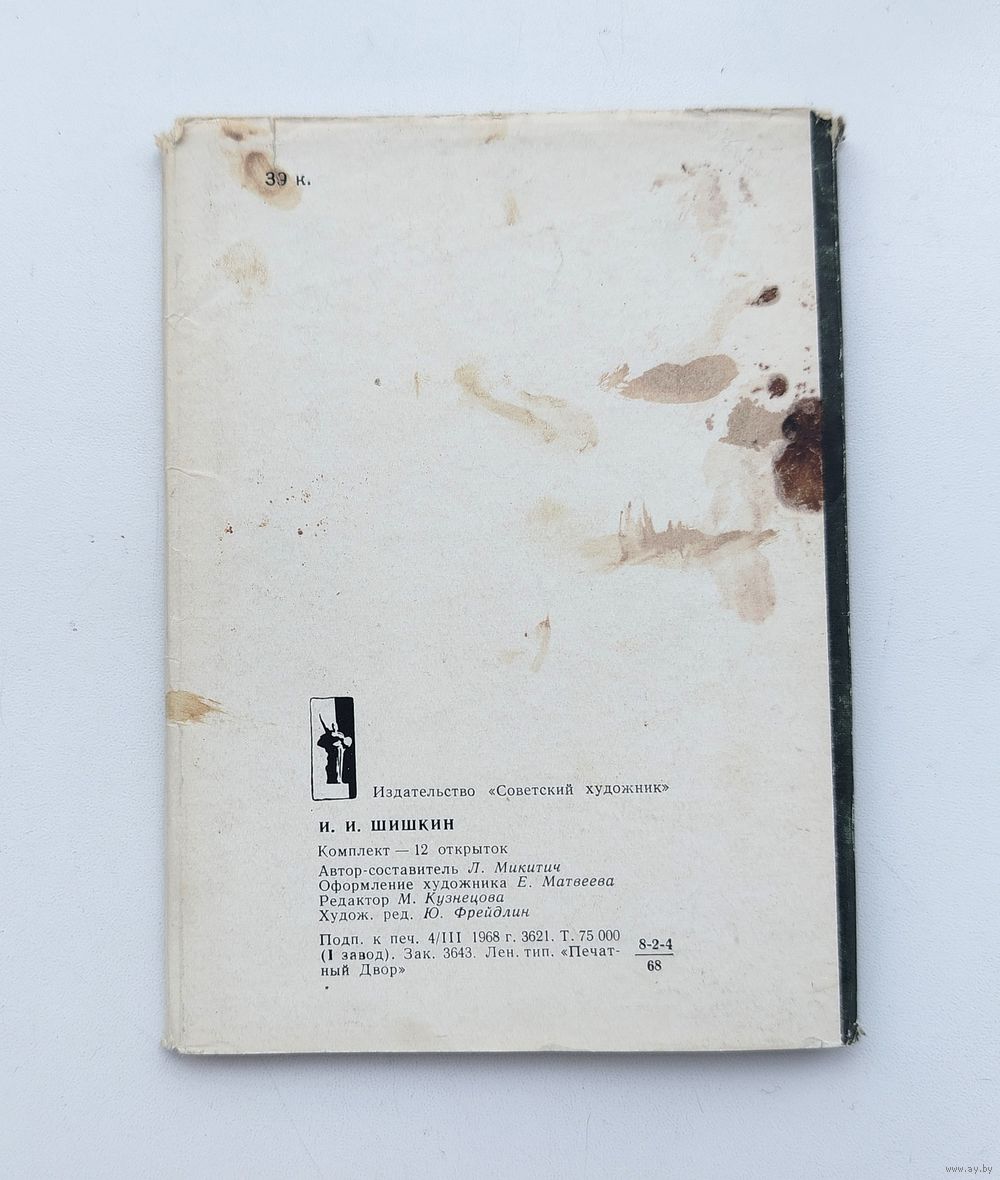 39 к.
Издательство «Советский художник»
И. И. ШИШКИН
Комплект — 12 открыток
Автор-составитель Л. Микитич
Оформление художника Е. Матвеева
Редактор М. Кузнецова
Худож. ред. Ю. Фрейдлин
Подп. к печ. 4/III 1968 г. 3621. Т. 75 000
(I завод). Зак. 3643. Лен. тип. «Печат-
ный Двор»
8-2-4
68
www.ay.by